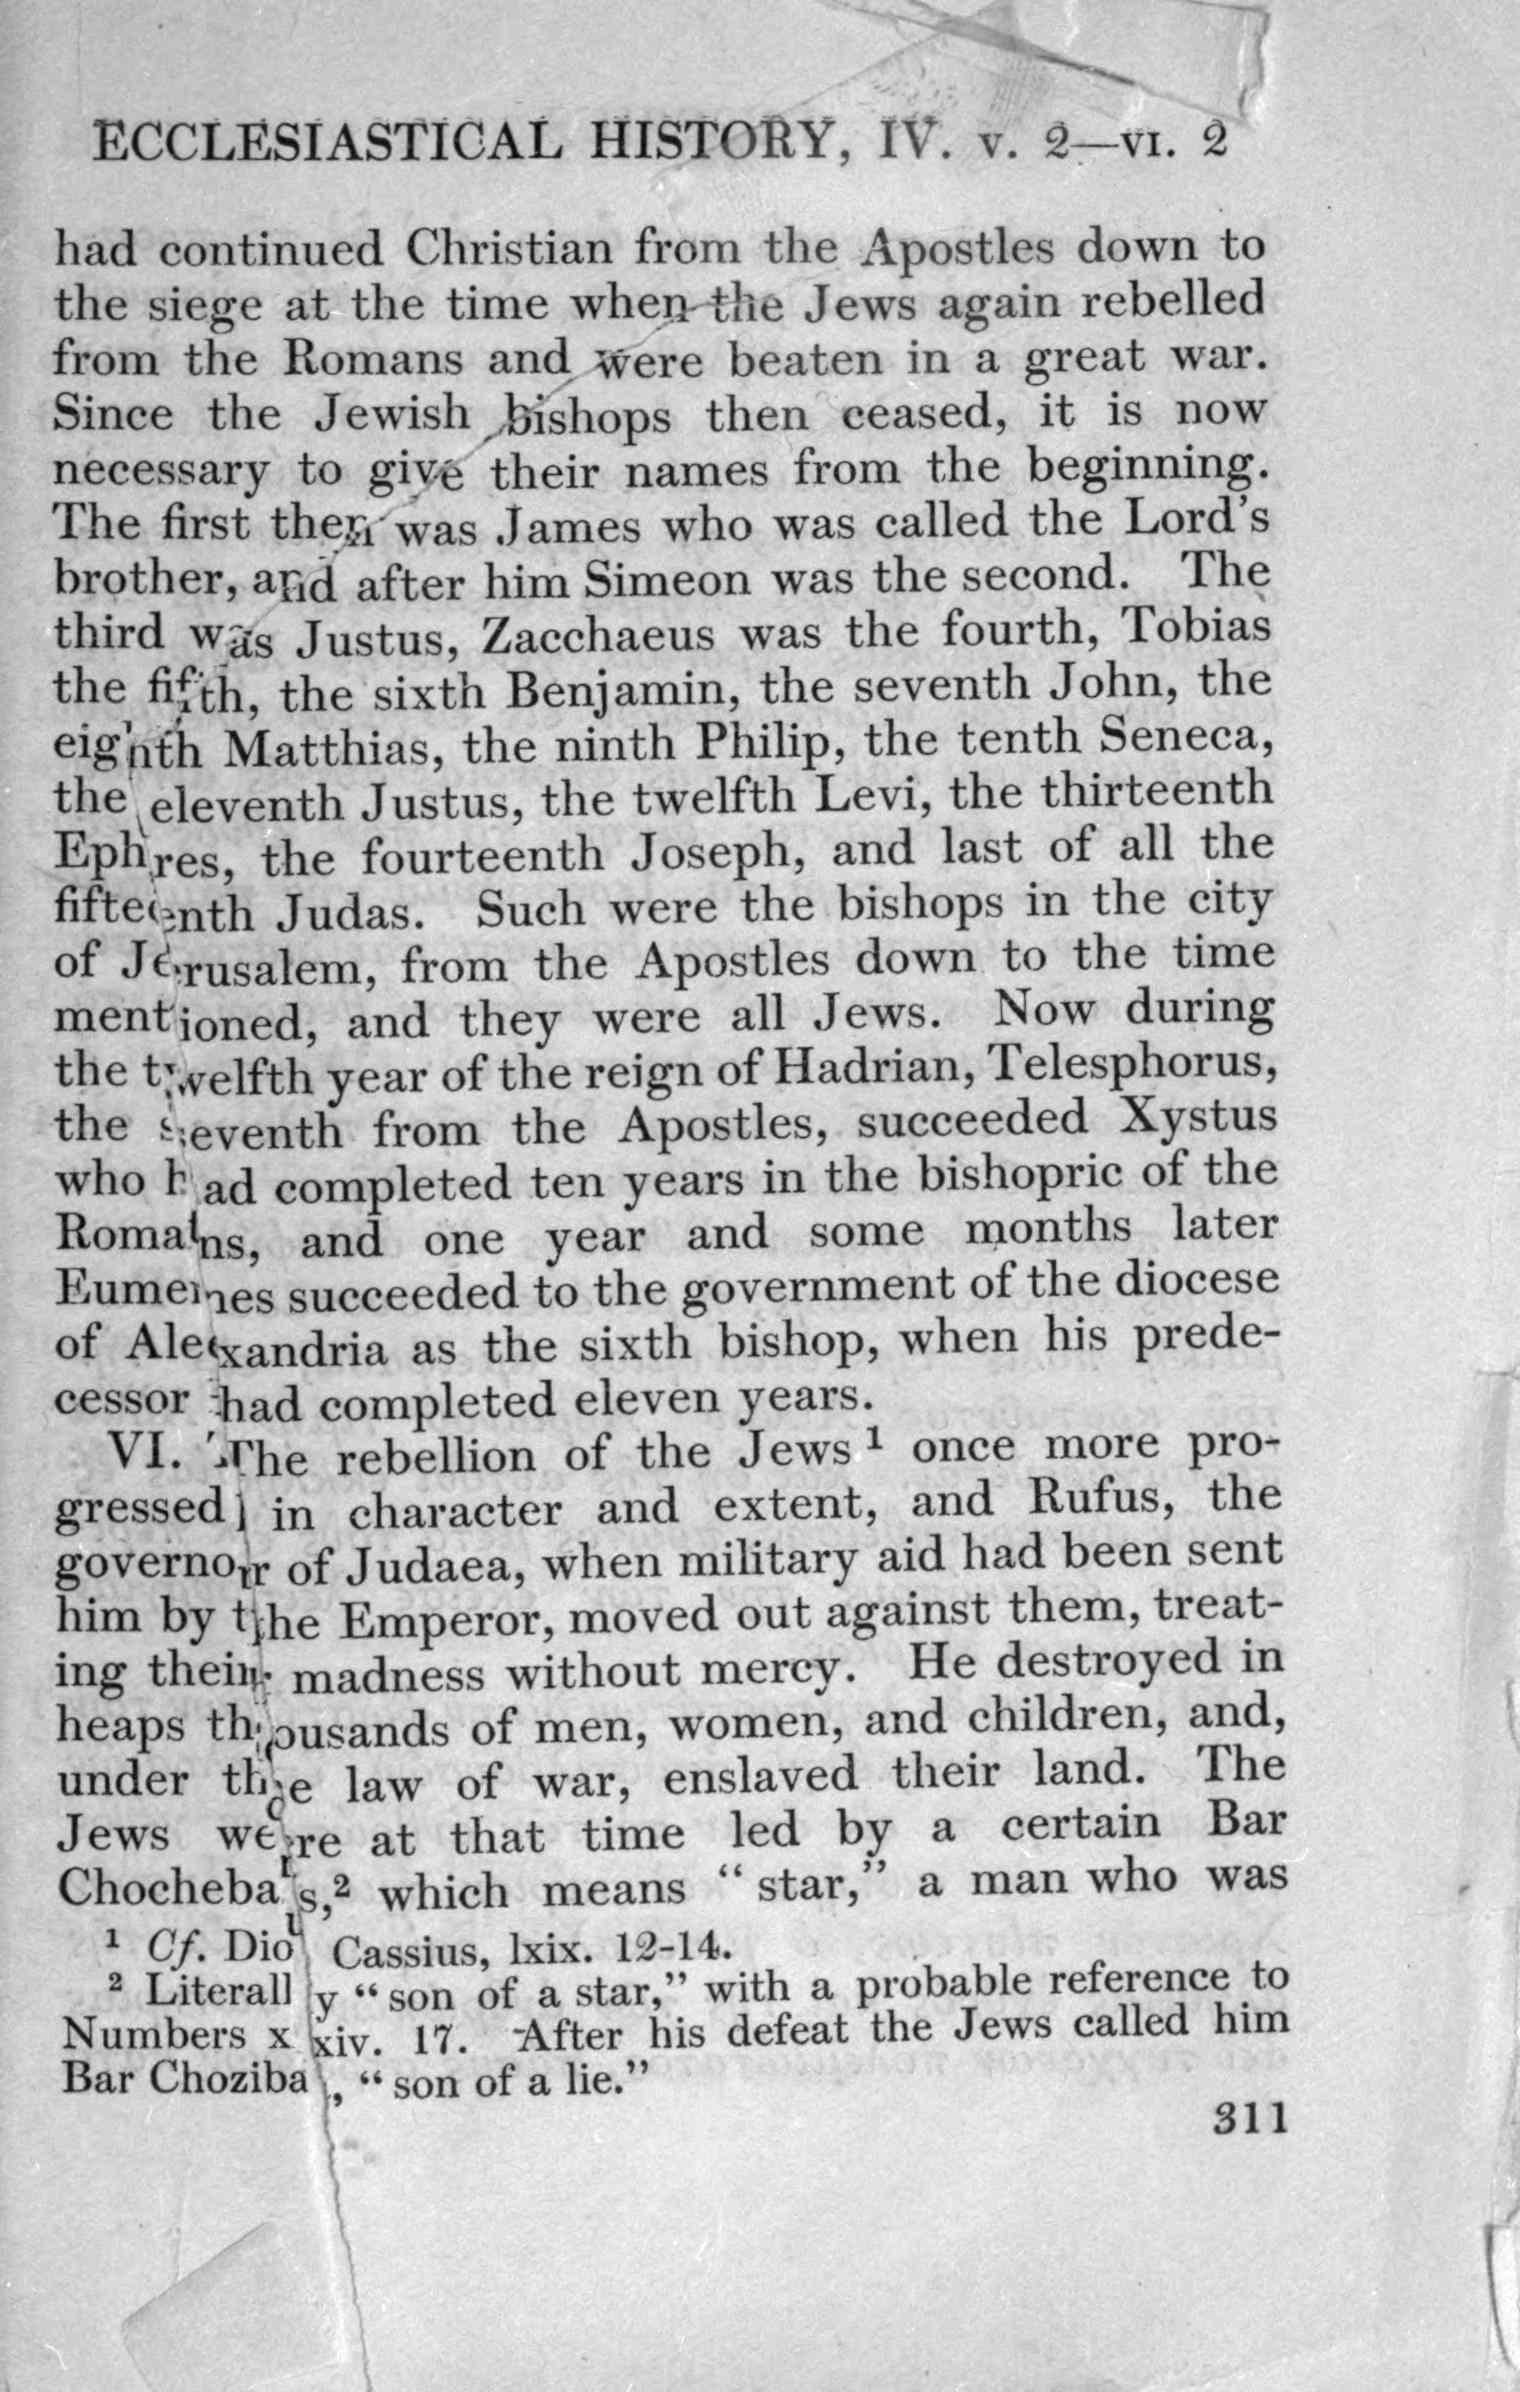 ECCLESIASTICAL HISTORY, IV. v. 2—vi. 2
had continued Christian from the Apostles down to
the siege at the time when the Jews again rebelled
from the Romans and were beaten in a great war.
Since the Jewish bishops then ceased, it is now
necessary to give their names from the beginning.
The first then was James who was called the Lord's
brother, and after him Simeon was the second. The
third was Justus, Zacchaeus was the fourth, Tobias
the fifth, the sixth Benjamin, the seventh John, the
eighth Matthias, the ninth Philip, the tenth Seneca,
the eleventh Justus, the twelfth Levi, the thirteenth
Ephres, the fourteenth Joseph, and last of all the
fifteenth Judas. Such were the bishops in the city
of Jerusalem, from the Apostles down to the time
mentioned, and they were all Jews. Now during
the twelfth year of the reign of Hadrian, Telesphorus,
the seventh from the Apostles, succeeded Xystus
who had completed ten years in the bishopric of the
Romans, and one year and some months later
Eumenes succeeded to the government of the diocese
of Alexandria as the sixth bishop, when his prede-
cessor had completed eleven years.
VI. The rebellion of the Jews¹ once more pro-
gressed in character and extent, and Rufus, the
governor of Judaea, when military aid had been sent
him by the Emperor, moved out against them, treat-
ing their madness without mercy. He destroyed in
heaps thousands of men, women, and children, and,
under the law of war, enslaved their land. The
Jews were at that time led by a certain Bar
Chochebas,² which means "star," a man who was
¹ Cf. Dio Cassius, lxix. 12-14.
² Literally "son of a star," with a probable reference to
Numbers xxiv. 17. After his defeat the Jews called him
Bar Choziba, "son of a lie."
311